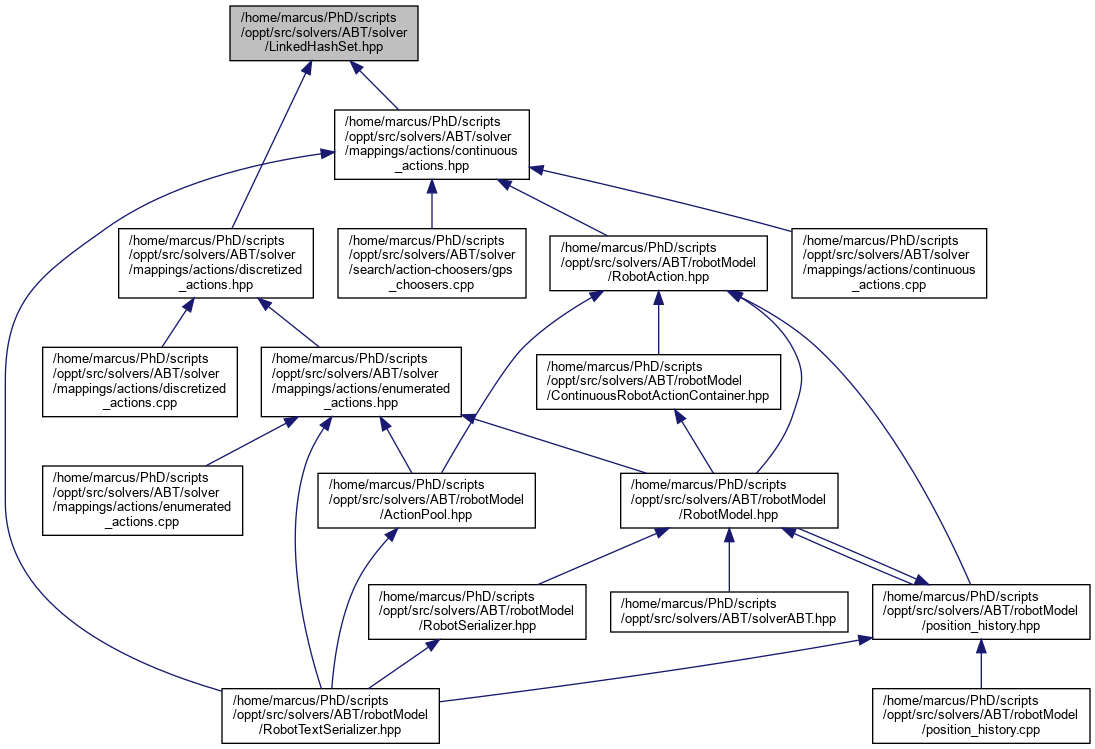 /home/marcus/PhD/scripts
/oppt/src/solvers/ABT/solver
/LinkedHashSet.hpp
/home/marcus/PhD/scripts
/oppt/src/solvers/ABT/solver
/mappings/actions/continuous
_actions.hpp
/home/marcus/PhD/scripts
/oppt/src/solvers/ABT/solver
/mappings/actions/discretized
_actions.hpp
/home/marcus/PhD/scripts
/oppt/src/solvers/ABT/solver
/search/action-choosers/gps
_choosers.cpp
/home/marcus/PhD/scripts
/oppt/src/solvers/ABT/robotModel
/RobotAction.hpp
/home/marcus/PhD/scripts
/oppt/src/solvers/ABT/solver
/mappings/actions/continuous
_actions.cpp
/home/marcus/PhD/scripts
/oppt/src/solvers/ABT/solver
/mappings/actions/discretized
_actions.cpp
/home/marcus/PhD/scripts
/oppt/src/solvers/ABT/solver
/mappings/actions/enumerated
_actions.hpp
/home/marcus/PhD/scripts
/oppt/src/solvers/ABT/robotModel
/ContinuousRobotActionContainer.hpp
/home/marcus/PhD/scripts
/oppt/src/solvers/ABT/solver
/mappings/actions/enumerated
_actions.cpp
/home/marcus/PhD/scripts
/oppt/src/solvers/ABT/robotModel
/ActionPool.hpp
/home/marcus/PhD/scripts
/oppt/src/solvers/ABT/robotModel
/RobotModel.hpp
/home/marcus/PhD/scripts
/oppt/src/solvers/ABT/robotModel
/RobotSerializer.hpp
/home/marcus/PhD/scripts
/oppt/src/solvers/ABT/solverABT.hpp
/home/marcus/PhD/scripts
/oppt/src/solvers/ABT/robotModel
/position_history.hpp
/home/marcus/PhD/scripts
/oppt/src/solvers/ABT/robotModel
/RobotTextSerializer.hpp
/home/marcus/PhD/scripts
/oppt/src/solvers/ABT/robotModel
/position_history.cpp